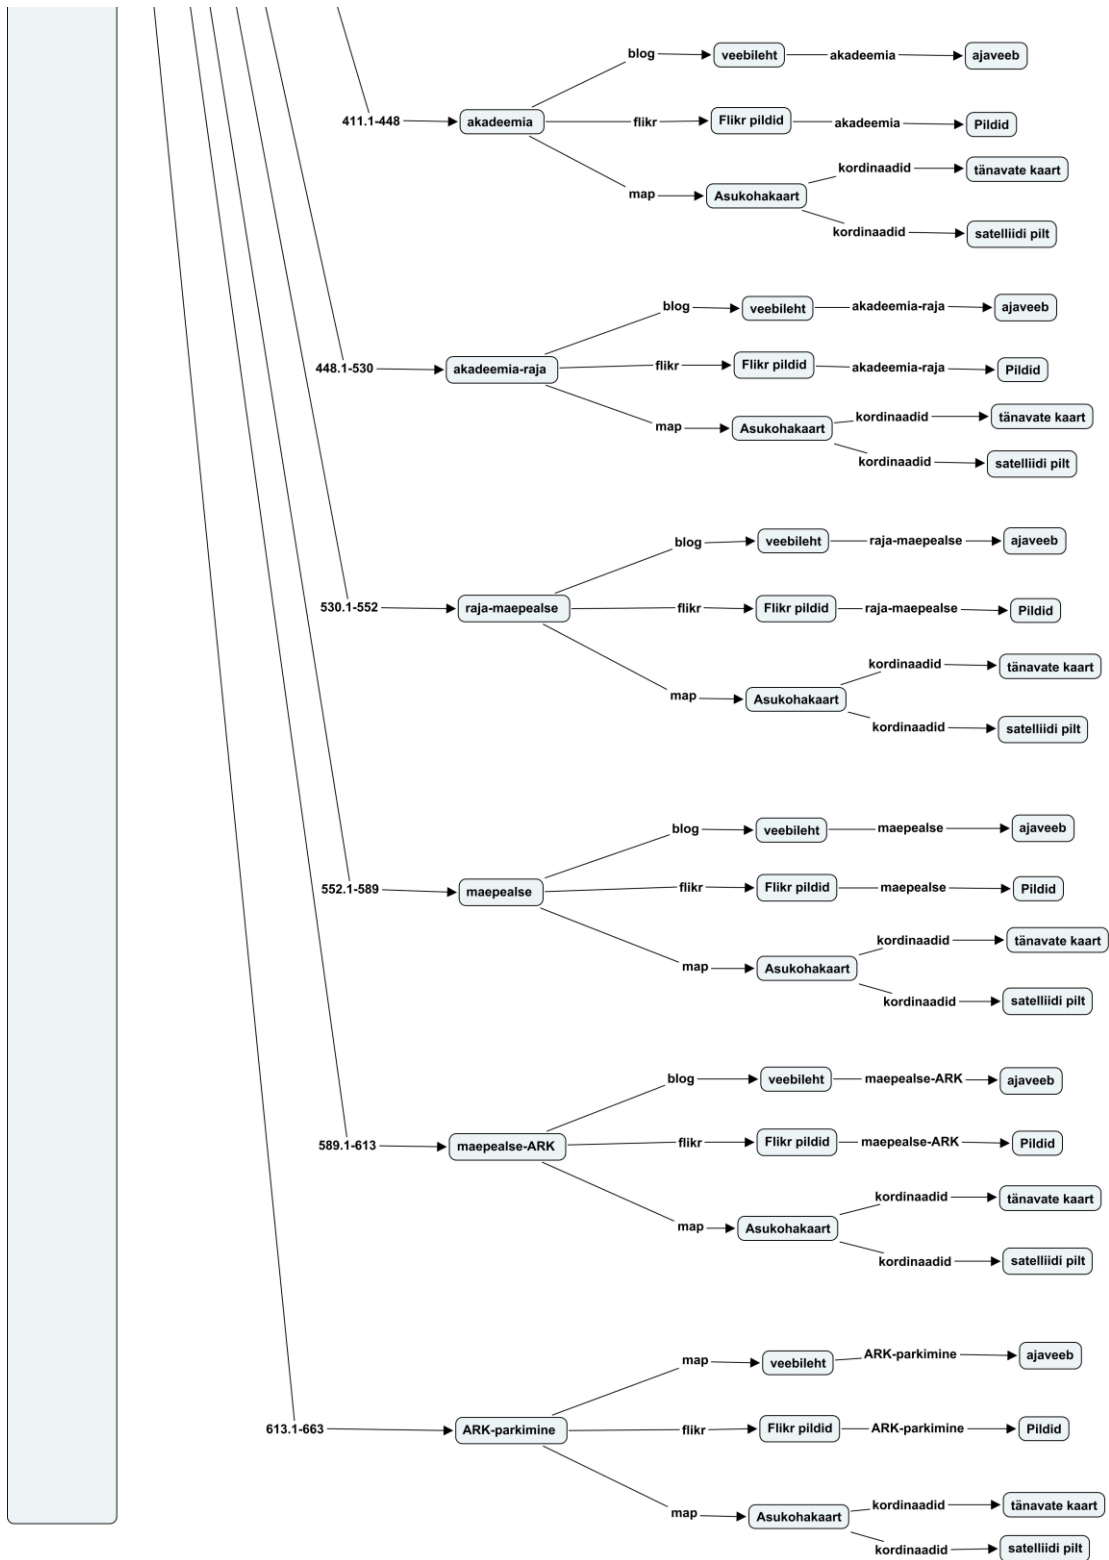 blog veebileht akadeemia ajaveeb
411.1-448 akadeemia flikr Flikr pildid akadeemia Pildid
kordinaadid tänavate kaart
map Asukohakaart
kordinaadid satelliidi pilt
blog veebileht akadeemia-raja ajaveeb
448.1-530 akadeemia-raja flikr Flikr pildid akadeemia-raja Pildid
kordinaadid tänavate kaart
map Asukohakaart
kordinaadid satelliidi pilt
blog veebileht raja-maepealse ajaveeb
530.1-552 raja-maepealse flikr Flikr pildid raja-maepealse Pildid
kordinaadid tänavate kaart
map Asukohakaart
kordinaadid satelliidi pilt
blog veebileht maepealse ajaveeb
552.1-589 maepealse flikr Flikr pildid maepealse Pildid
kordinaadid tänavate kaart
map Asukohakaart
kordinaadid satelliidi pilt
blog veebileht maepealse-ARK ajaveeb
589.1-613 maepealse-ARK flikr Flikr pildid maepealse-ARK Pildid
kordinaadid tänavate kaart
map Asukohakaart
kordinaadid satelliidi pilt
map veebileht ARK-parkimine ajaveeb
613.1-663 ARK-parkimine flikr Flikr pildid ARK-parkimine Pildid
kordinaadid tänavate kaart
map Asukohakaart
kordinaadid satelliidi pilt